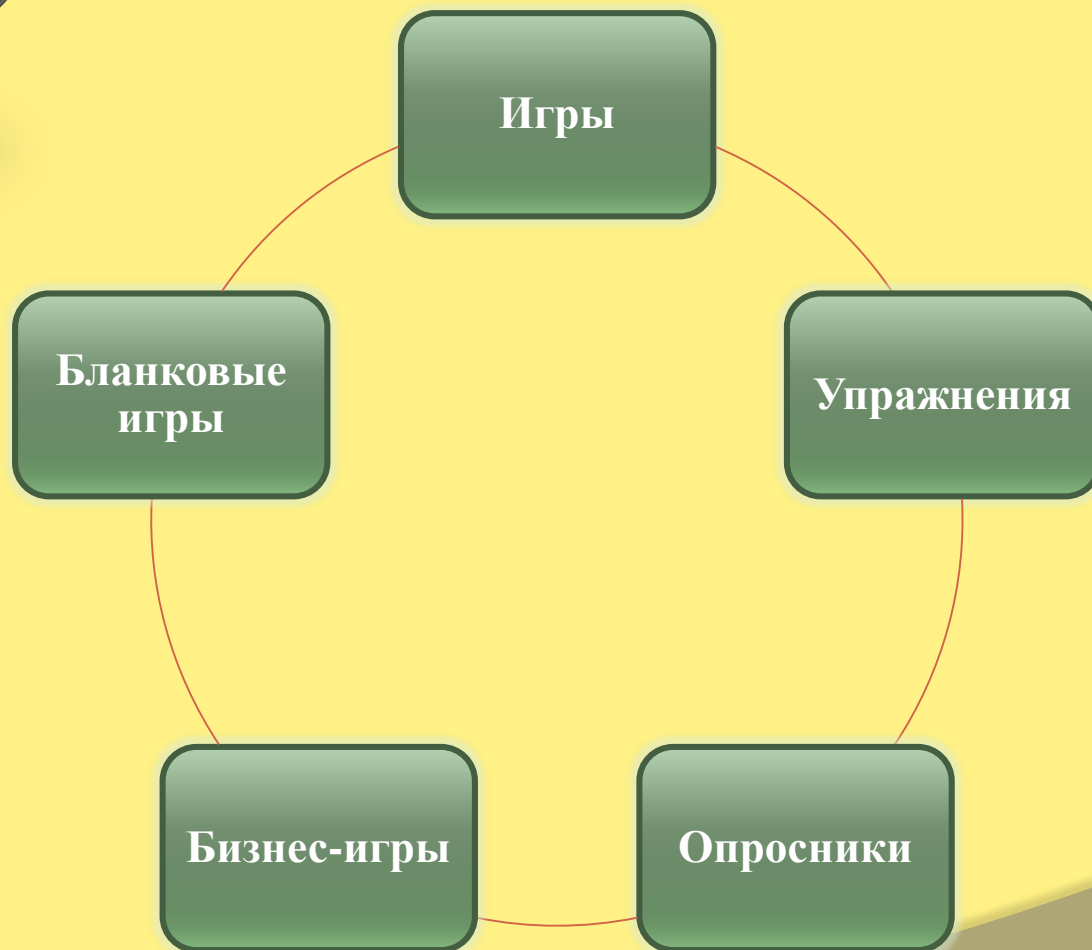 Игры
Бланковые
игры
Упражнения
Бизнес-игры
Опросники